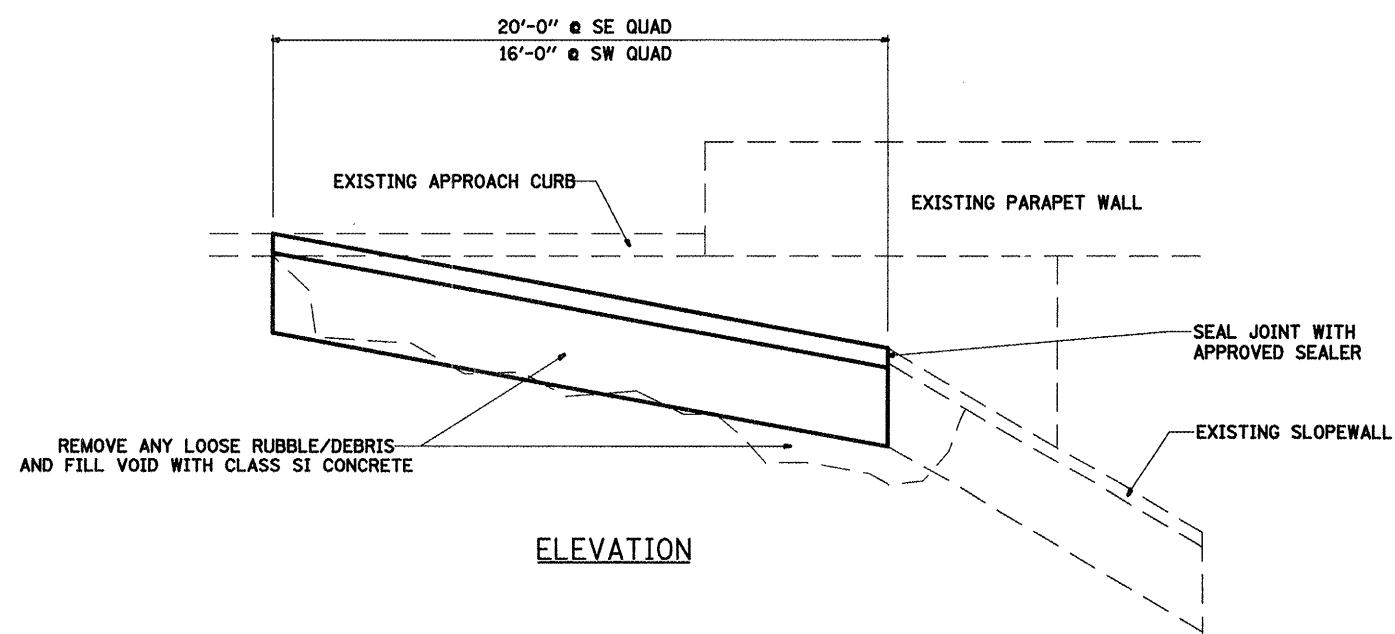 20'-0" @ SE QUAD
16'-0" @ SW QUAD
EXISTING APPROACH CURB
EXISTING PARAPET WALL
SEAL JOINT WITH
APPROVED SEALER
REMOVE ANY LOOSE RUBBLE/DEBRIS
AND FILL VOID WITH CLASS SI CONCRETE
EXISTING SLOPEWALL
ELEVATION